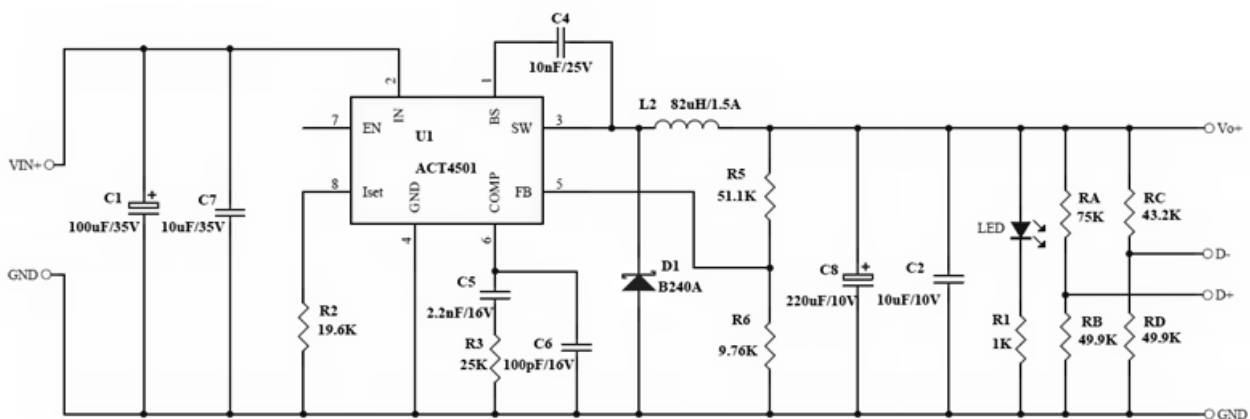 C4
10nF/25V
2
1
IN
BS
U1
ACT4501
7
EN
SW
3
L2 82uH/1.5A
Vo+
VIN+
8
Iset
GND
COMP
FB
5
4
6
C1
+
100uF/35V
C7
10uF/35V
R5
51.1K
RA
75K
RC
43.2K
LED
D-
D+
GND
R2
19.6K
C5
2.2nF/16V
R3
25K
C6
100pF/16V
D1
B240A
R6
9.76K
C8
+
220uF/10V
C2
10uF/10V
R1
1K
RB
49.9K
RD
49.9K
GND